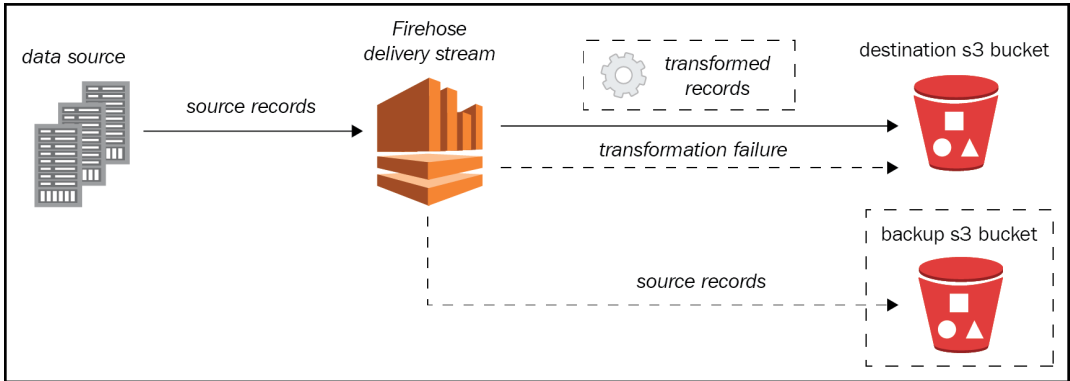 data source
source records
Firehose
delivery stream
transformed
records
transformation failure
destination s3 bucket
source records
backup s3 bucket